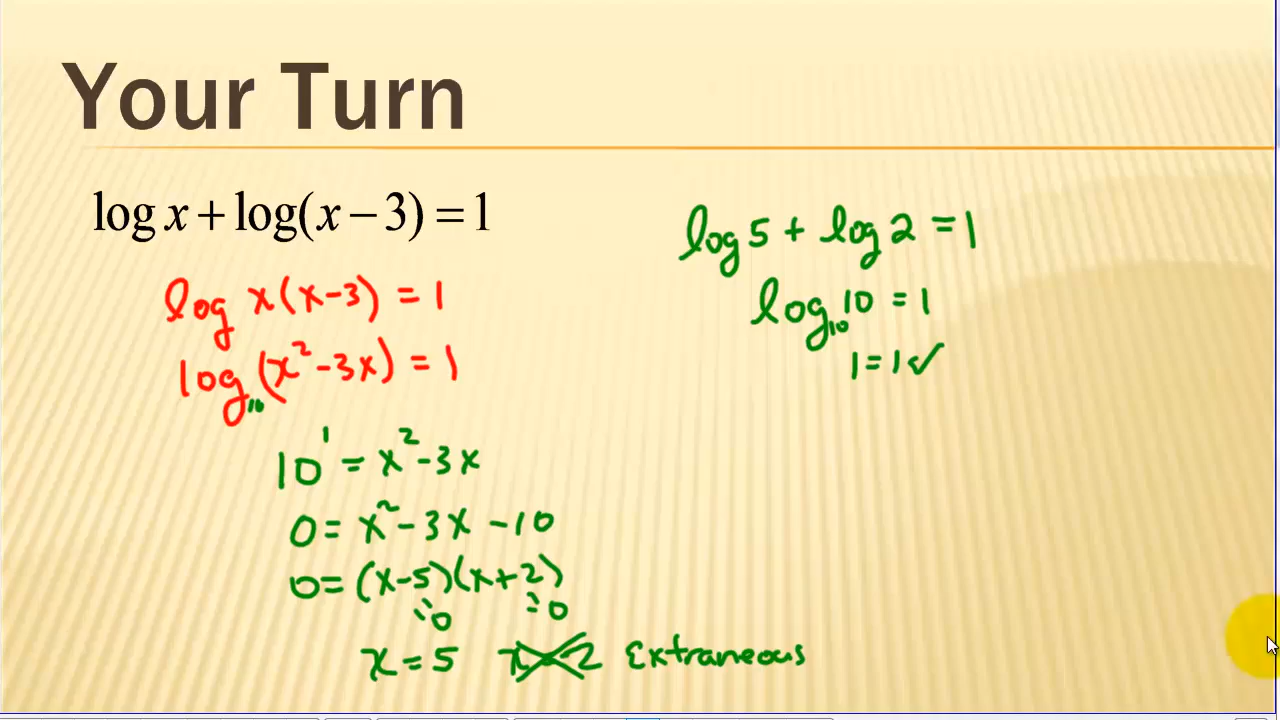 Your Turn
log x + log(x − 3) = 1
log x(x-3) = 1
log₁₀(x²-3x) = 1
10¹ = x²-3x
0 = x²-3x-10
0 = (x-5)(x+2)
=0 =0
x = 5 x=-2 Extraneous
log 5 + log 2 = 1
log₁₀ 10 = 1
1 = 1 ✓